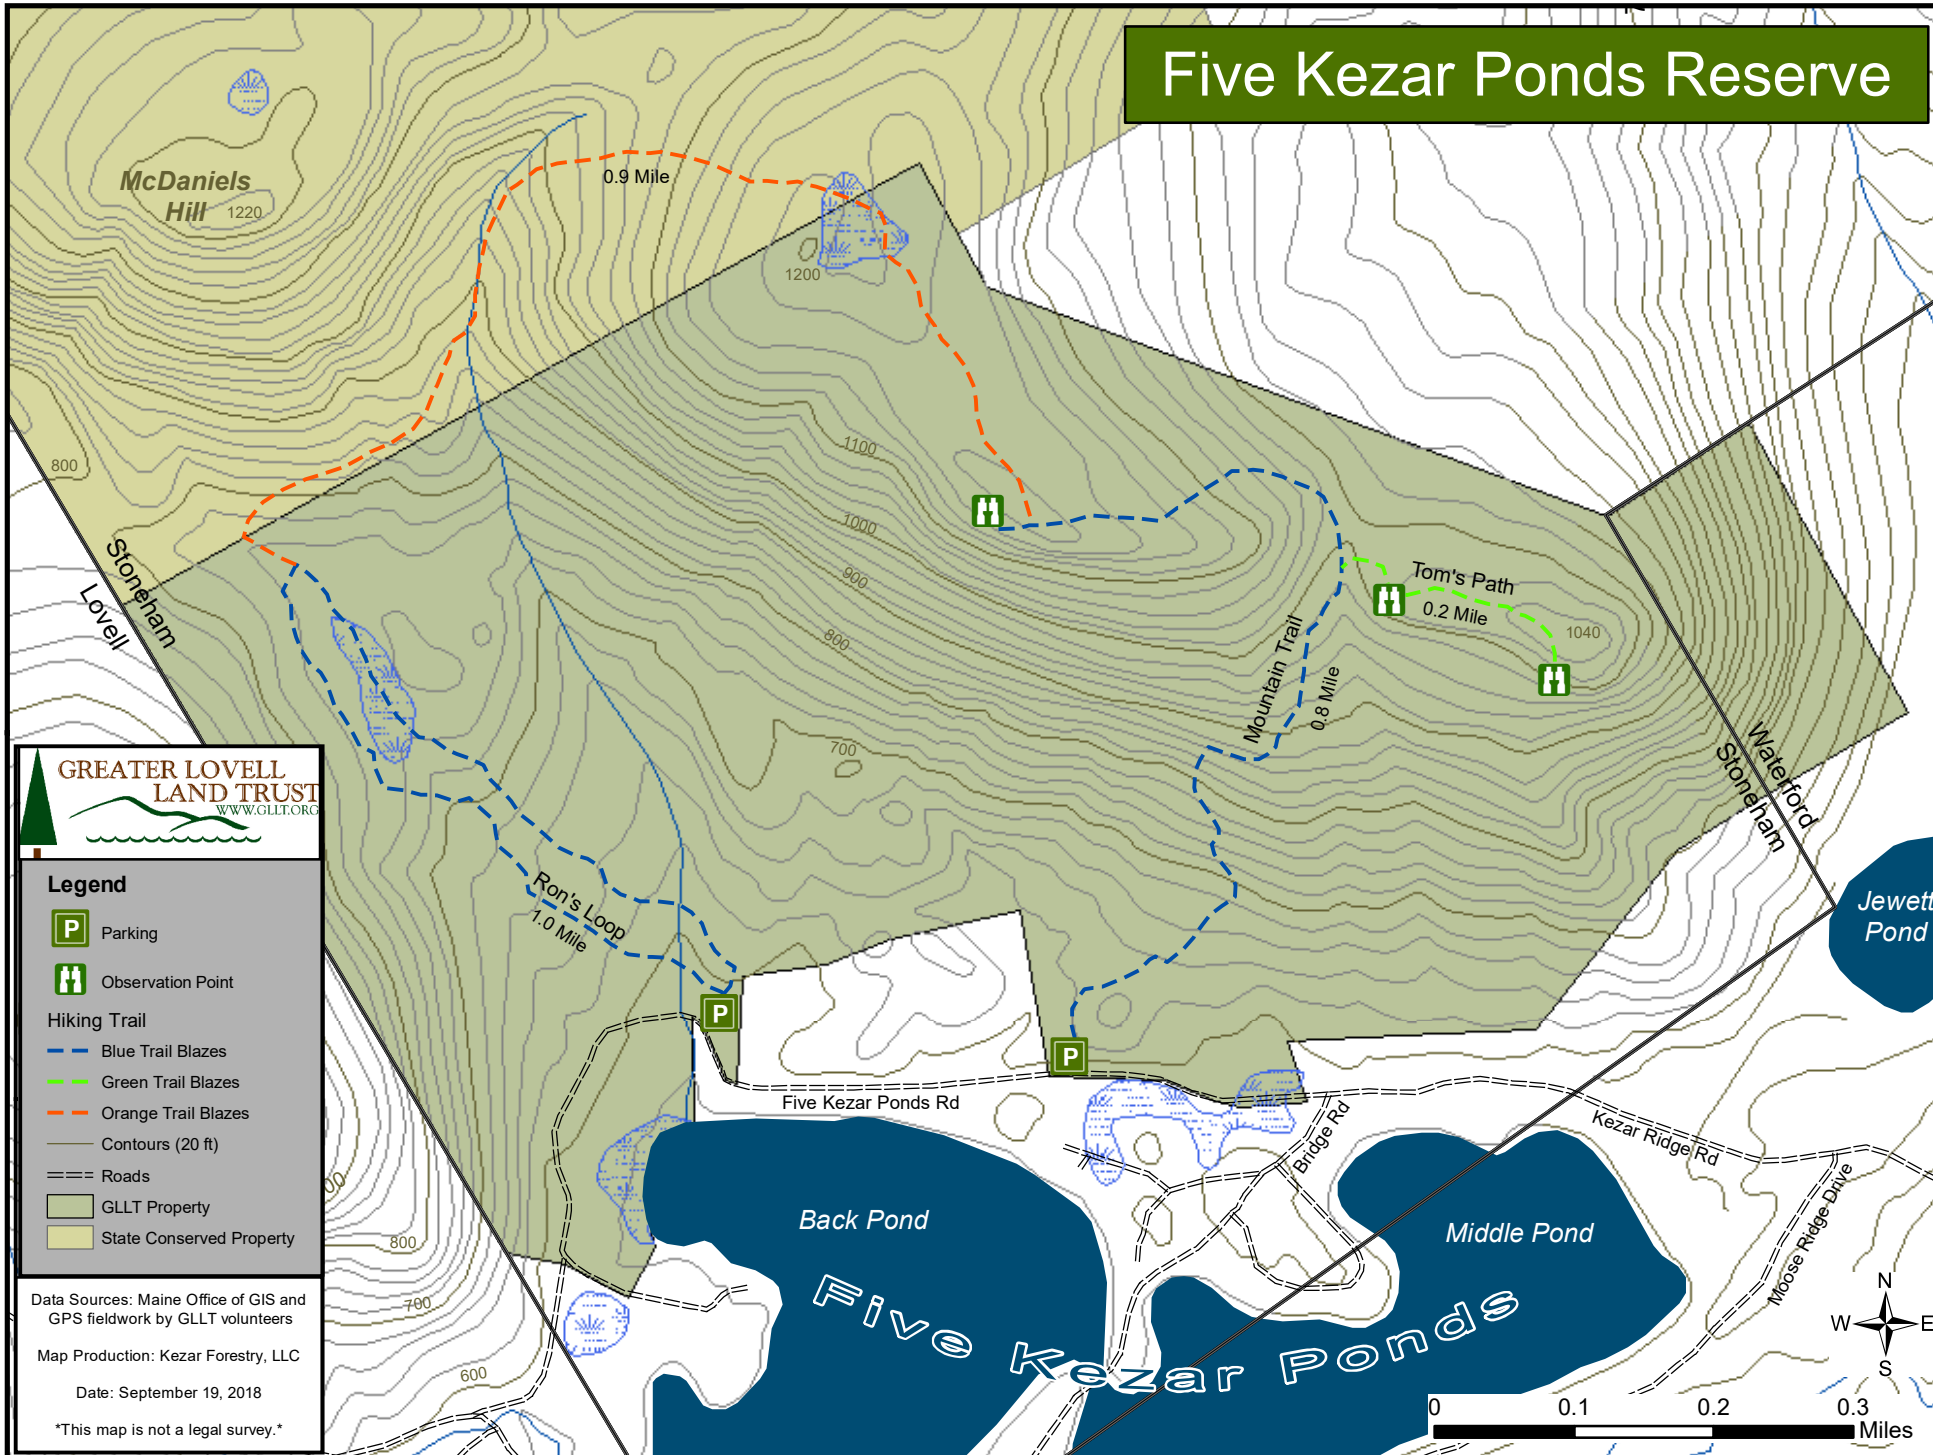 Five Kezar Ponds Reserve
McDaniels
Hill
1220
0.9 Mile
1200
800
1100
1000
900
800
700
1040
Stoneham
Lovell
Tom's Path
0.2 Mile
Mountain Trail
0.8 Mile
Waterford
Stoneham
Ron's Loop
1.0 Mile
P
P
Five Kezar Ponds Rd
Bridge Rd
Kezar Ridge Rd
Moose Ridge Drive
Jewett
Pond
Back Pond
Middle Pond
Five Kezar Ponds
800
700
600
GREATER LOVELL
LAND TRUST
WWW.GLLT.ORG
Legend
P Parking
Observation Point
Hiking Trail
Blue Trail Blazes
Green Trail Blazes
Orange Trail Blazes
Contours (20 ft)
Roads
GLLT Property
State Conserved Property
Data Sources: Maine Office of GIS and
GPS fieldwork by GLLT volunteers
Map Production: Kezar Forestry, LLC
Date: September 19, 2018
*This map is not a legal survey.*
N
W E
S
0 0.1 0.2 0.3
Miles